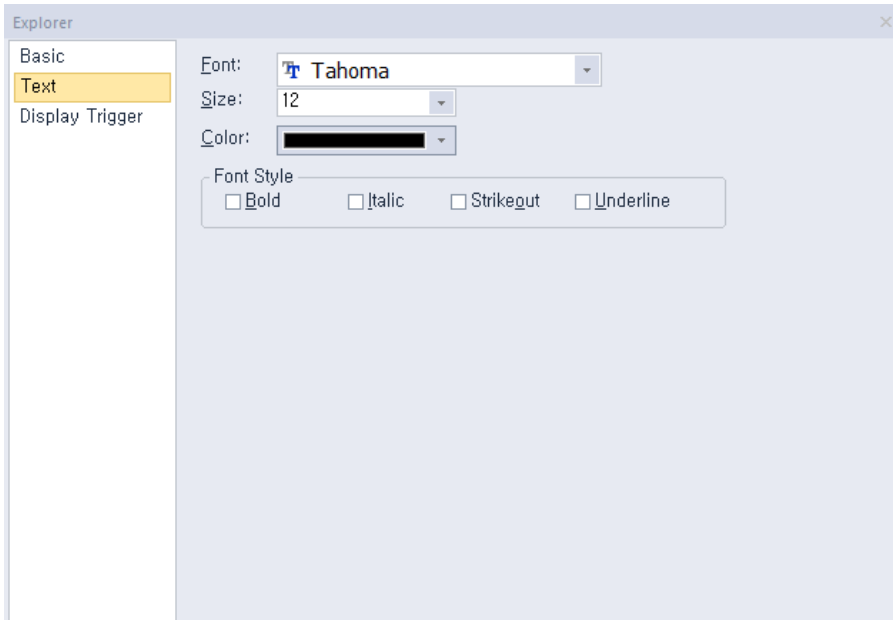 Explorer
Basic
Text
Display Trigger
Font: Tahoma
Size: 12
Color:
Font Style
Bold Italic Strikeout Underline